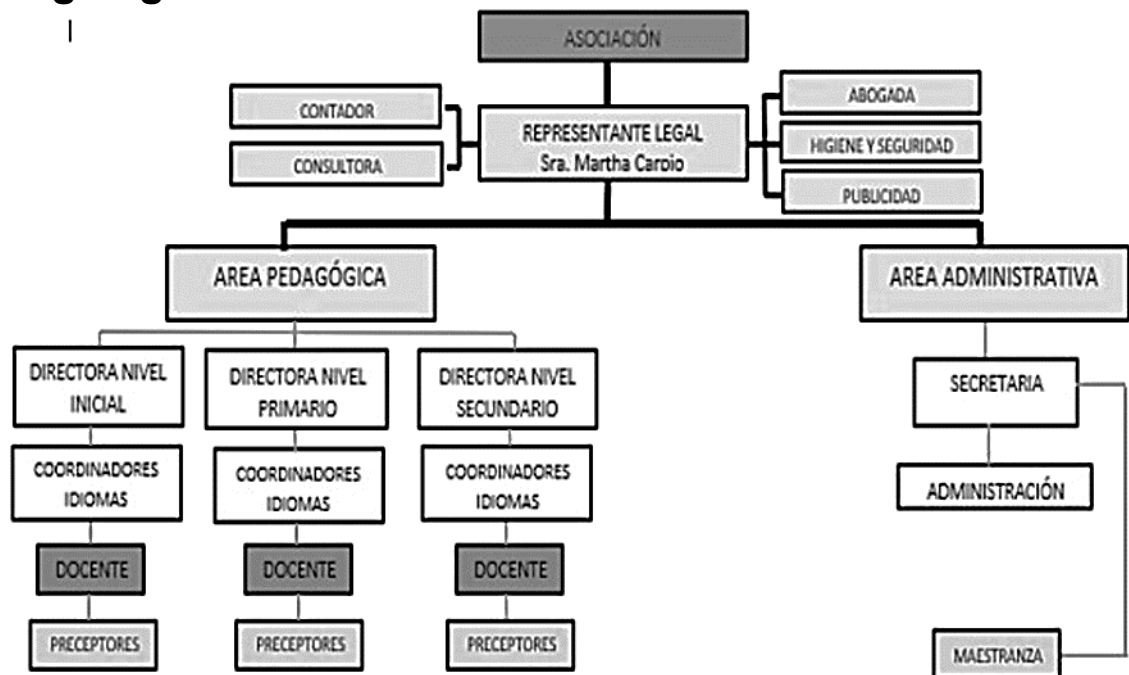 ASOCIACIÓN
CONTADOR
CONSULTORA
REPRESENTANTE LEGAL
Sra. Martha Carpio
ABOGADA
HIGIENE Y SEGURIDAD
PUBLICIDAD
AREA PEDAGÓGICA
AREA ADMINISTRATIVA
DIRECTORA NIVEL
INICIAL
DIRECTORA NIVEL
PRIMARIO
DIRECTORA NIVEL
SECUNDARIO
SECRETARIA
COORDINADORES
IDIOMAS
COORDINADORES
IDIOMAS
COORDINADORES
IDIOMAS
ADMINISTRACIÓN
DOCENTE
DOCENTE
DOCENTE
PRECEPTORES
PRECEPTORES
PRECEPTORES
MAESTRANZA